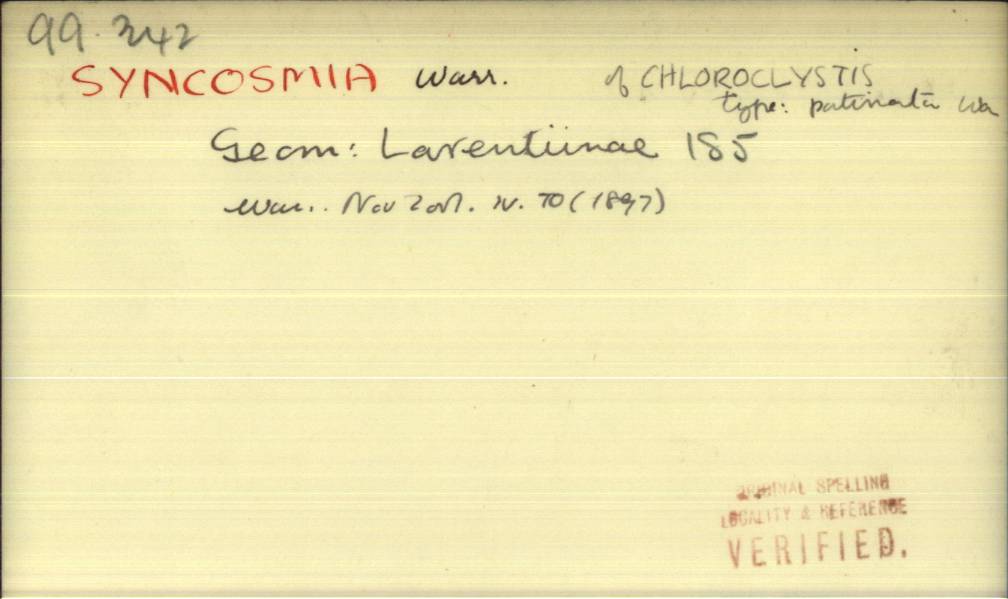 99.242
SYNCOSMIA Warr. of CHLOROCLYSTIS
type: patinata Wa
Geom: Larentiinae 185
Warr. Nov Zool. iv. 70 (1897)
ORIGINAL SPELLING
LOCALITY & REFERENCE
VERIFIED.